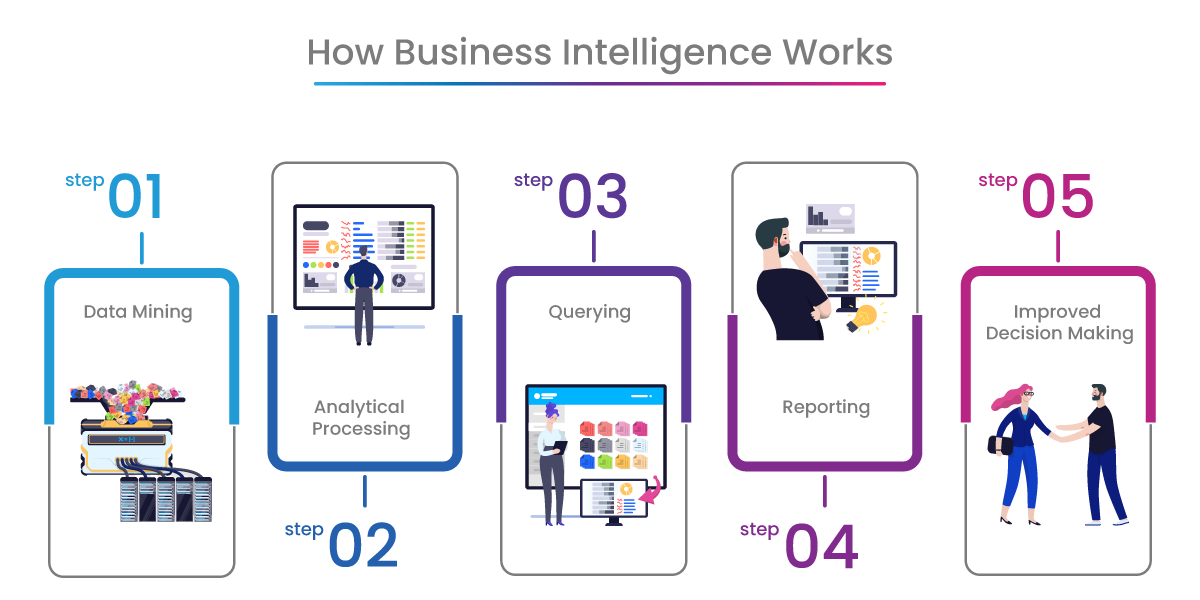 How Business Intelligence Works
step 01
Data Mining
Analytical
Processing
step 02
step 03
Querying
Reporting
step 04
step 05
Improved
Decision Making